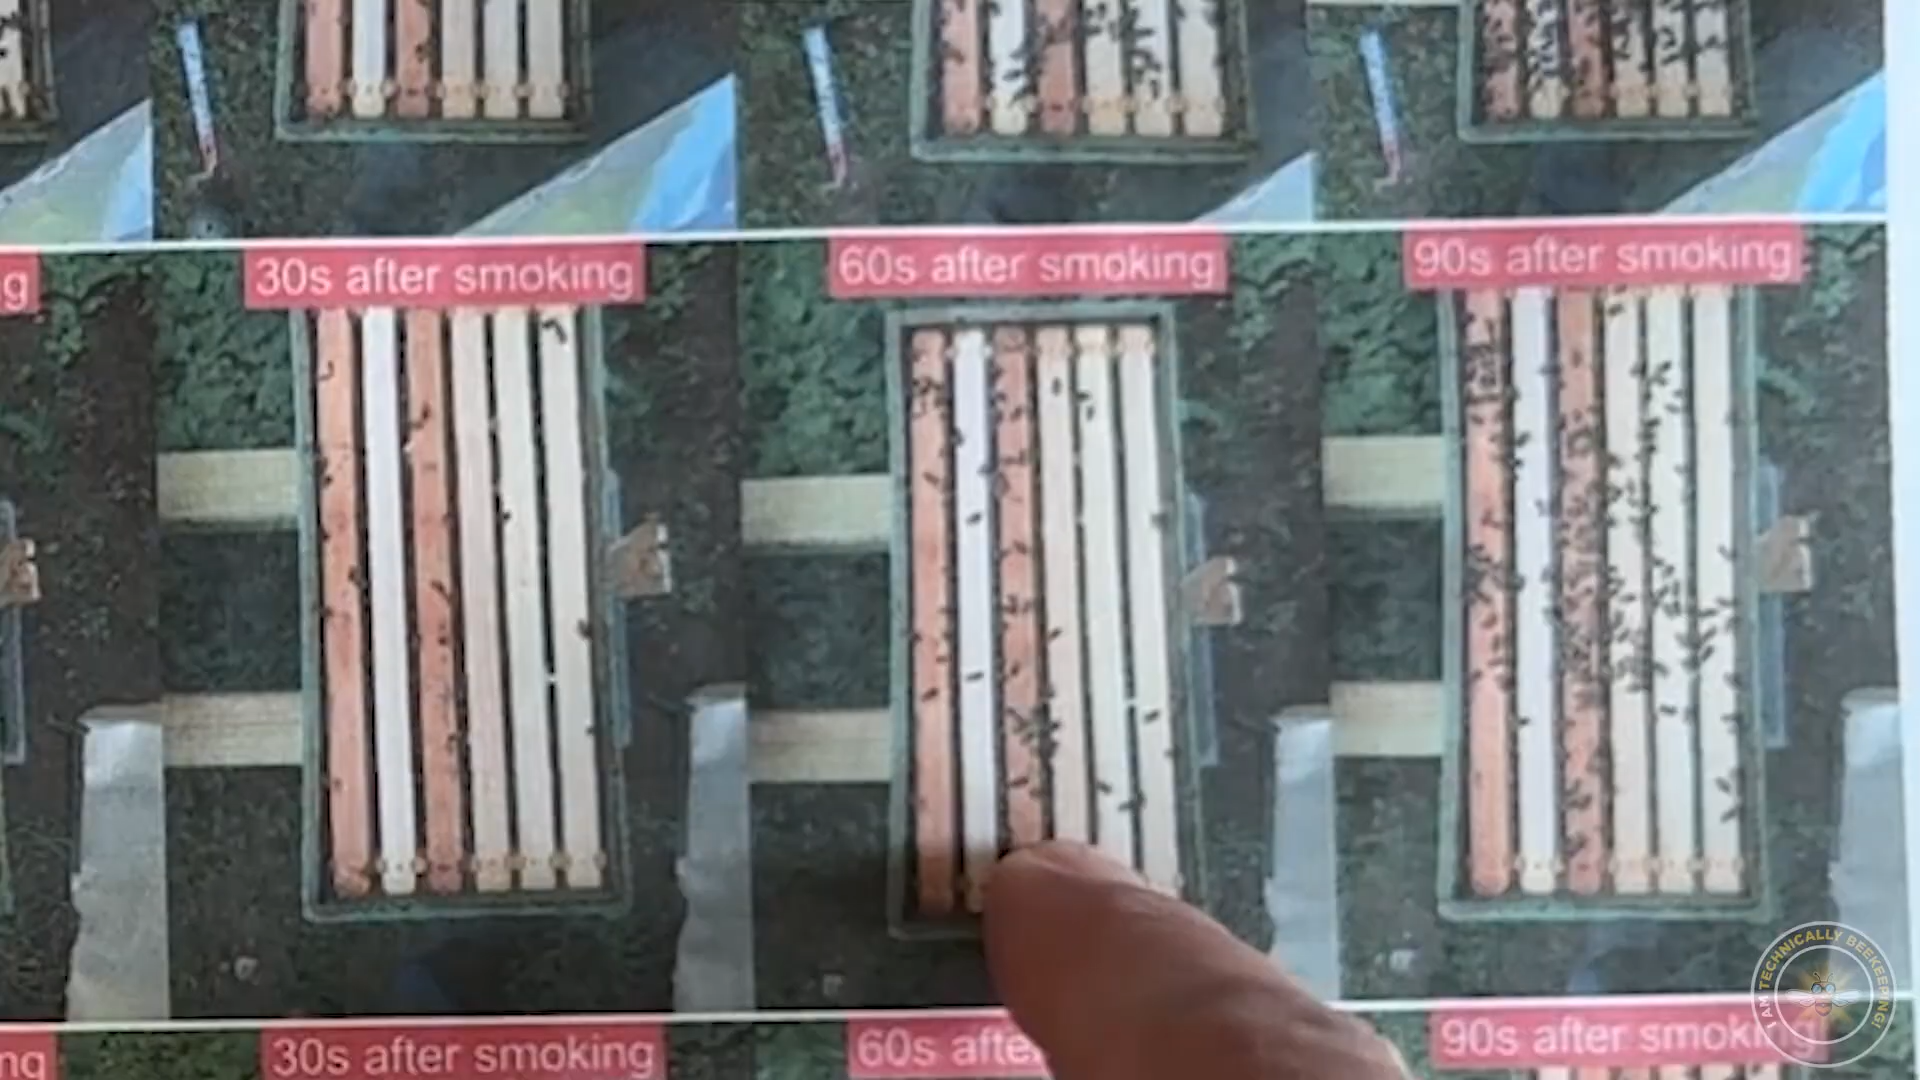 g
30s after smoking
60s after smoking
90s after smoking
ng
30s after smoking
60s afte
90s after smoking
I AM TECHNICALLY BEEKEEPING!